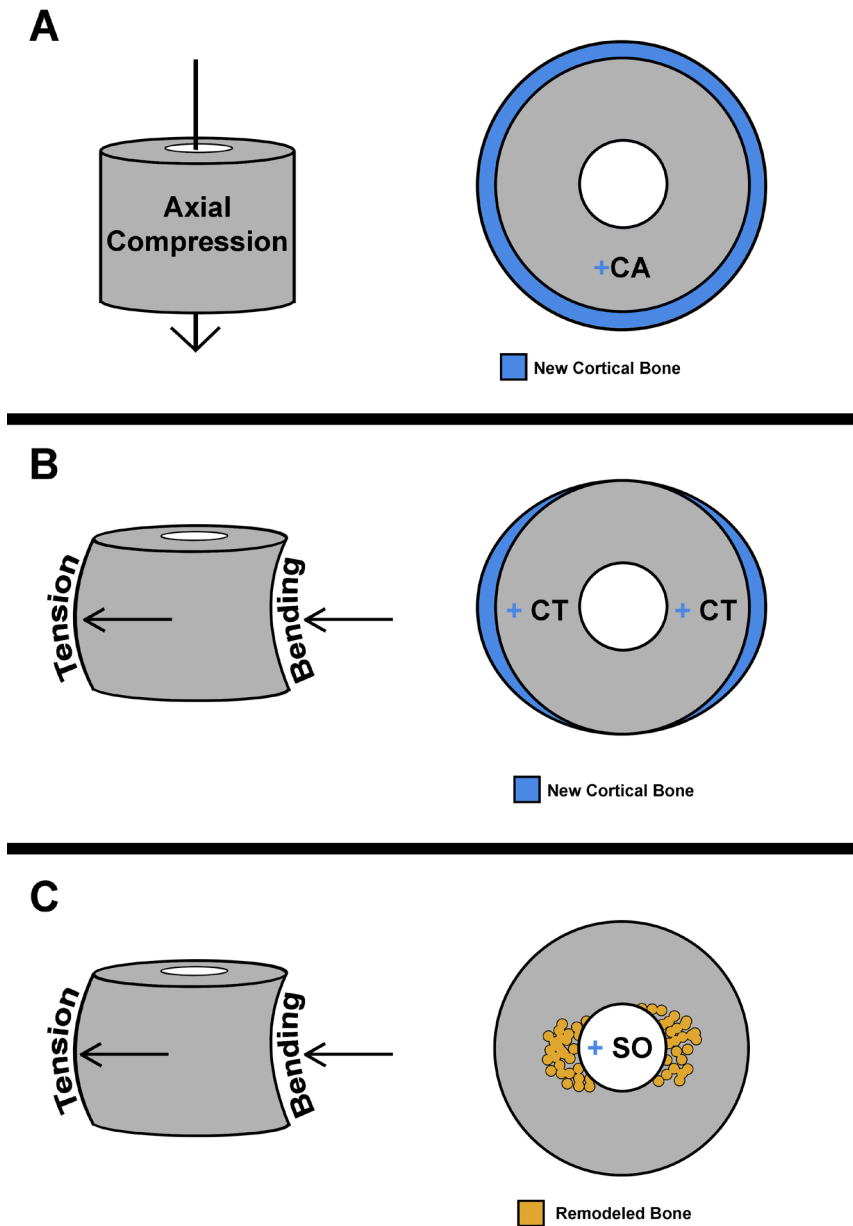 A
Axial
Compression
+CA
New Cortical Bone
B
Tension
Bending
+ CT
+ CT
New Cortical Bone
C
Tension
Bending
+ SO
Remodeled Bone